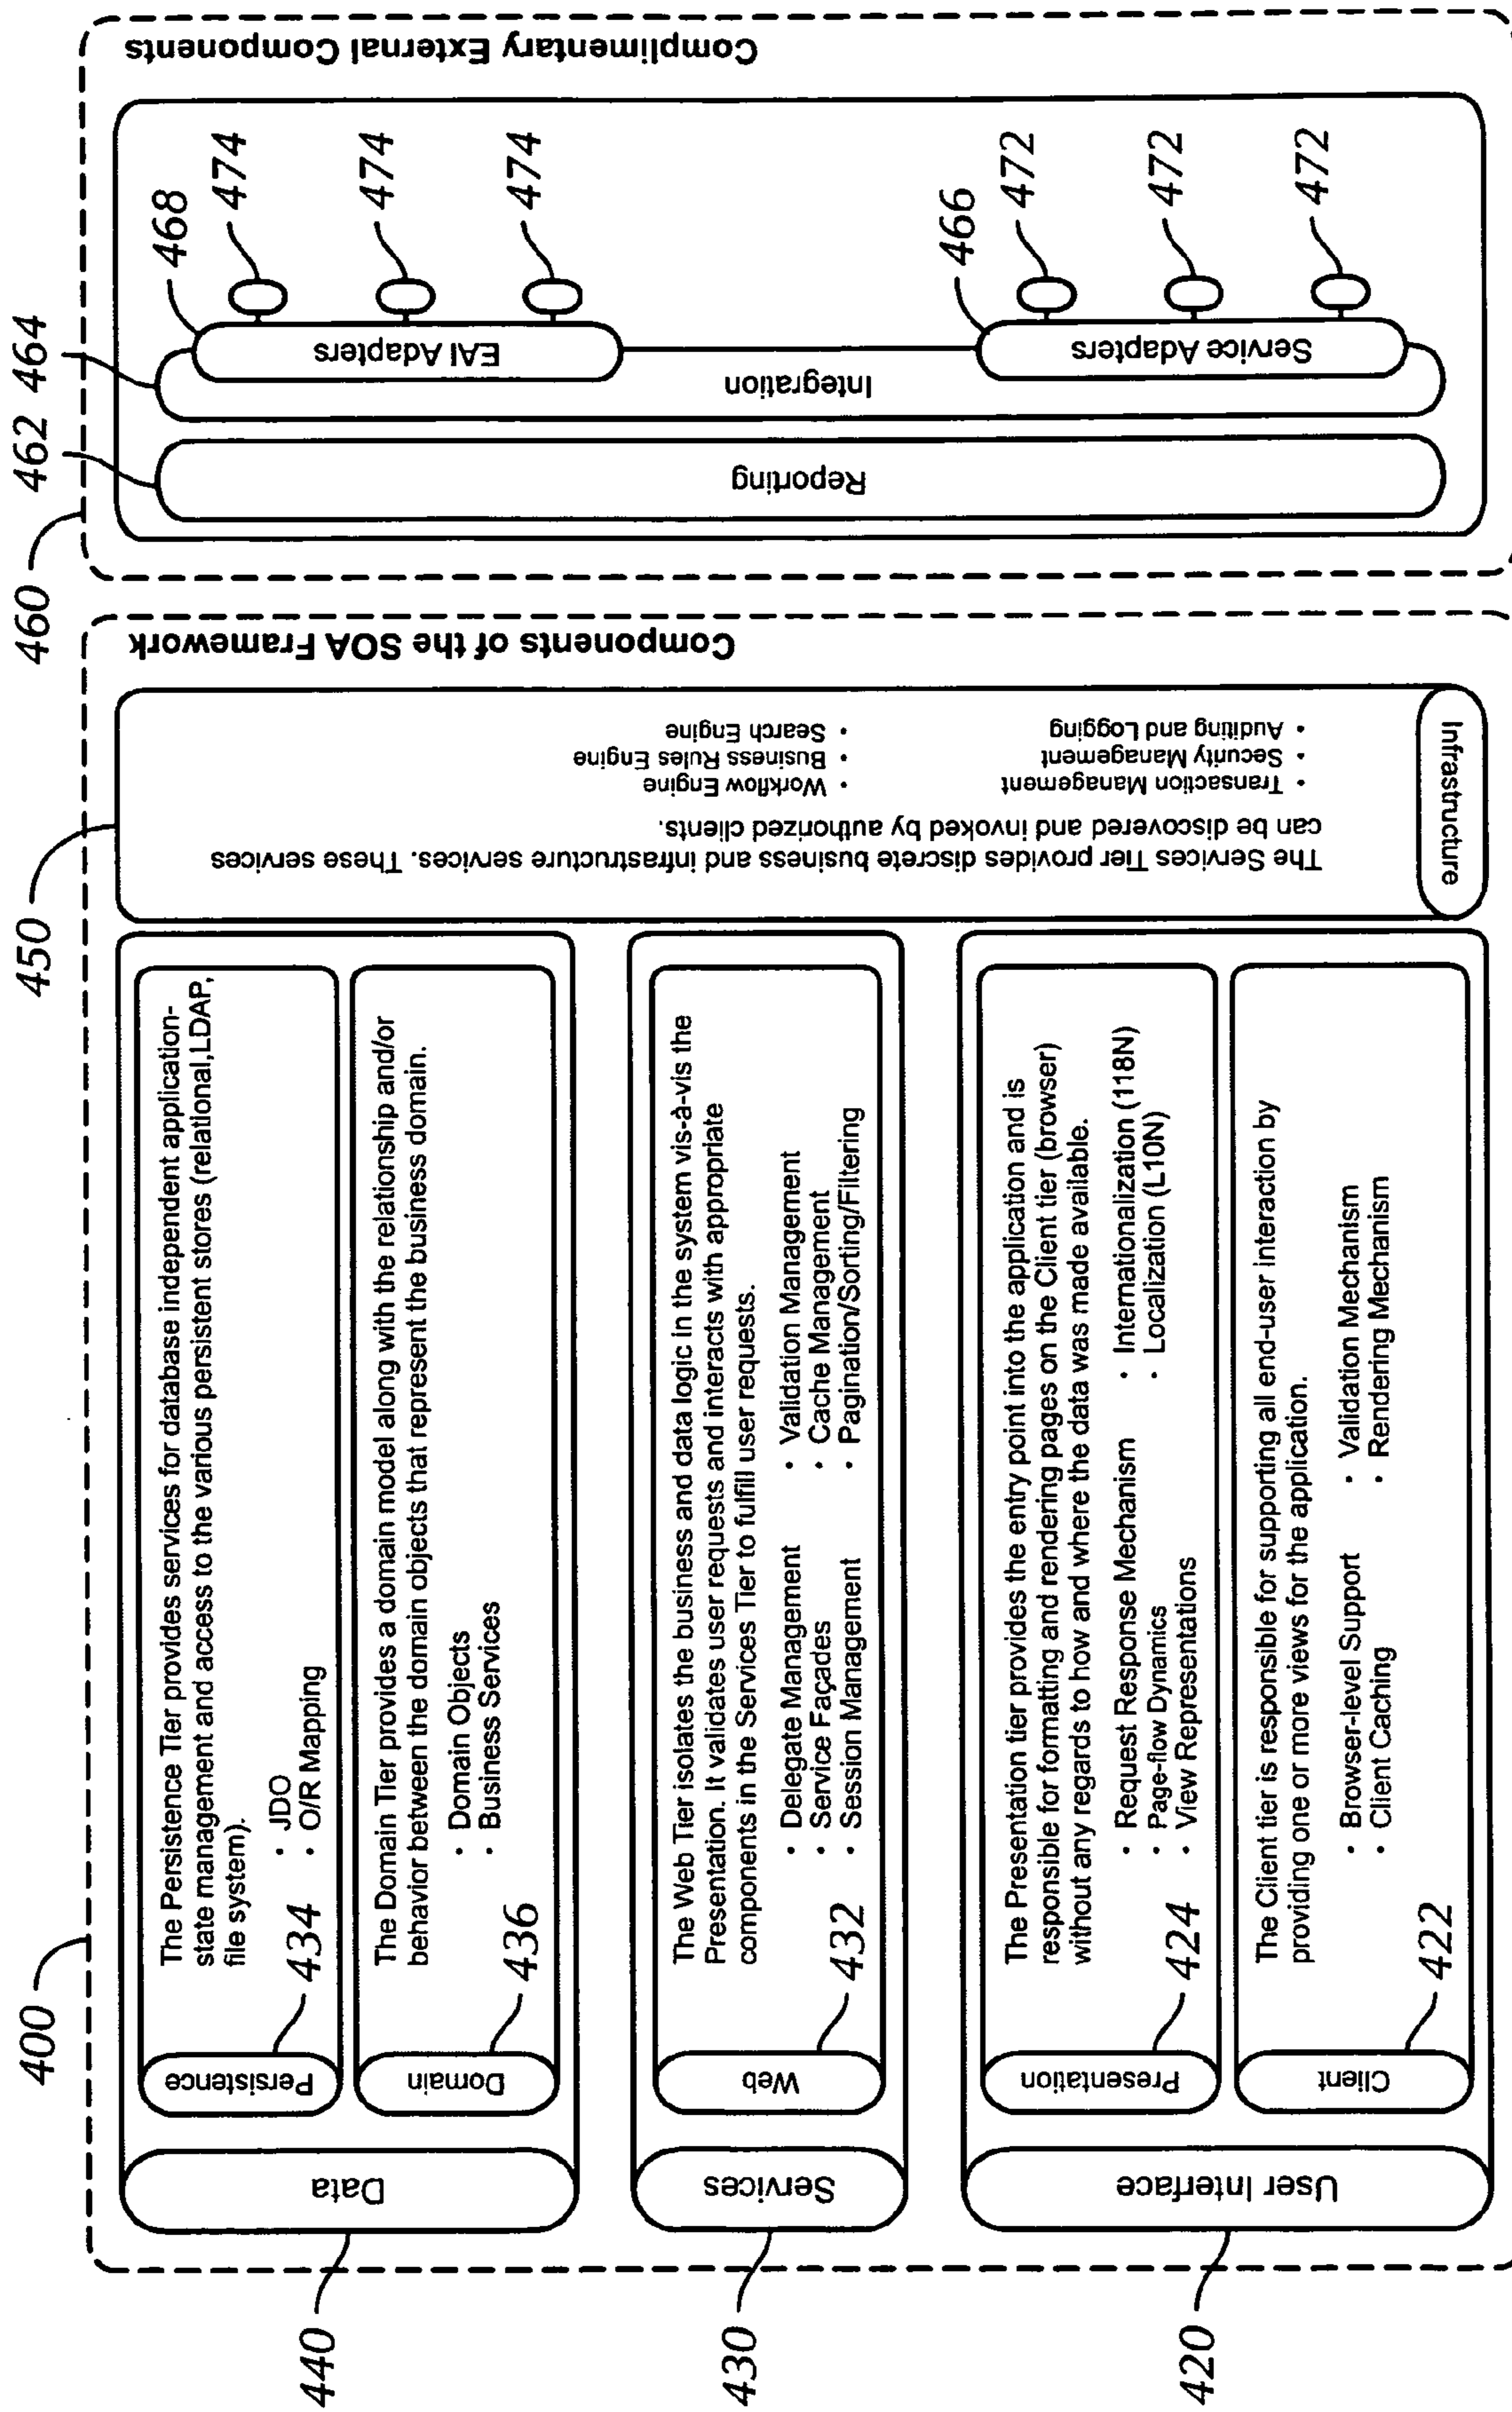 400
440
Data
Persistence
The Persistence Tier provides services for database independent application-
state management and access to the various persistent stores (relational,LDAP,
file system).
434
• JDO
• O/R Mapping
Domain
The Domain Tier provides a domain model along with the relationship and/or
behavior between the domain objects that represent the business domain.
436
• Domain Objects
• Business Services
430
Services
Web
The Web Tier isolates the business and data logic in the system vis-à-vis the
Presentation. It validates user requests and interacts with appropriate
components in the Services Tier to fulfill user requests.
432
• Delegate Management
• Service Façades
• Session Management
• Validation Management
• Cache Management
• Pagination/Sorting/Filtering
420
User Interface
Presentation
The Presentation tier provides the entry point into the application and is
responsible for formatting and rendering pages on the Client tier (browser)
without any regards to how and where the data was made available.
424
• Request Response Mechanism
• Page-flow Dynamics
• View Representations
• Internationalization (118N)
• Localization (L10N)
Client
The Client tier is responsible for supporting all end-user interaction by
providing one or more views for the application.
422
• Browser-level Support
• Client Caching
• Validation Mechanism
• Rendering Mechanism
450
Infrastructure
The Services Tier provides discrete business and infrastructure services. These services
can be discovered and invoked by authorized clients.
• Transaction Management
• Security Management
• Auditing and Logging
• Workflow Engine
• Business Rules Engine
• Search Engine
Components of the SOA Framework
460
462
464
Reporting
Integration
EAI Adapters
468
474
474
474
Service Adapters
466
472
472
472
Complimentary External Components